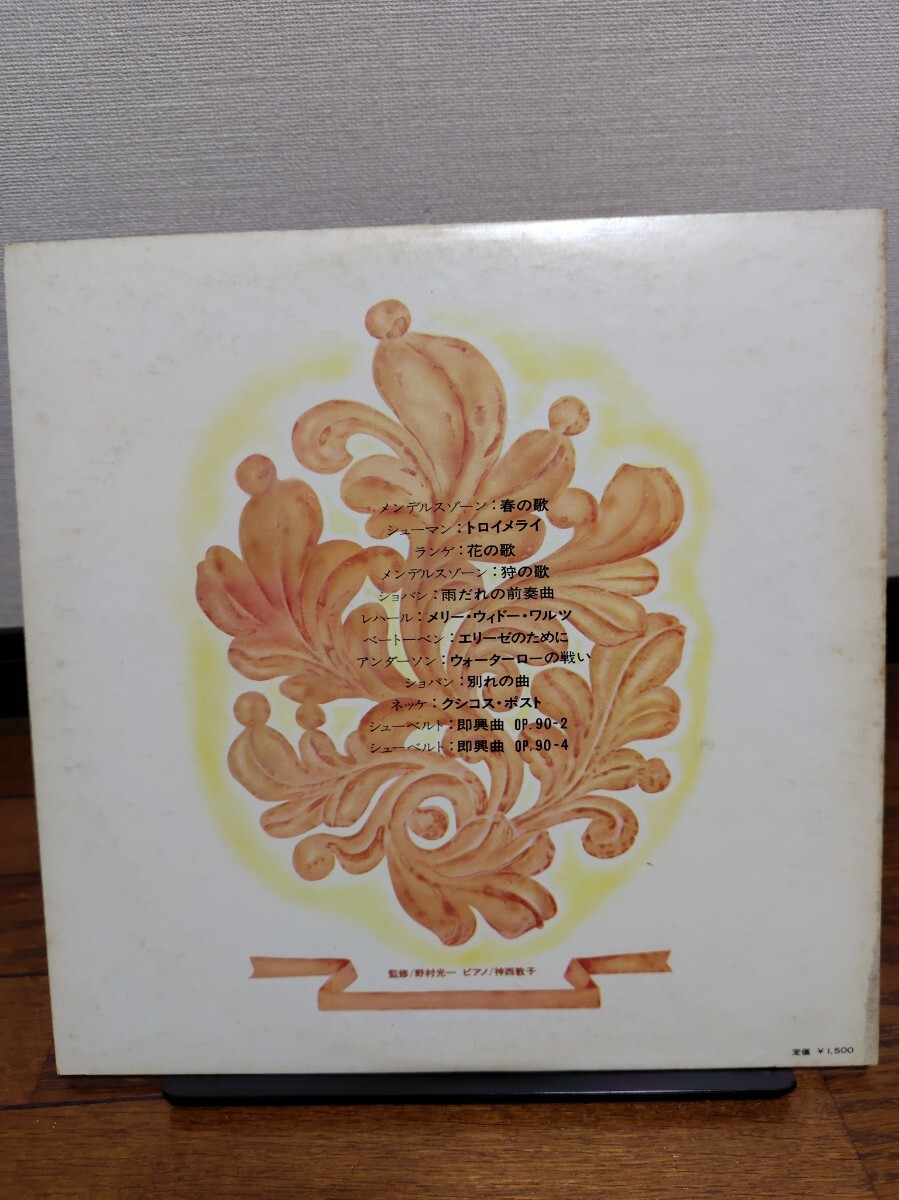 メンデルスゾーン：春の歌
シューマン：トロイメライ
ランゲ：花の歌
メンデルスゾーン：狩の歌
ショパン：雨だれの前奏曲
レハール：メリー・ウィドー・ワルツ
ベートーベン：エリーゼのために
アンダーソン：ウォーターローの戦い
ショパン：別れの曲
ネッケ：クシコス・ポスト
シューベルト：即興曲 OP.90-2
シューベルト：即興曲 OP.90-4
監修/野村光一 ピアノ/神西敦子
定価 ￥1,500